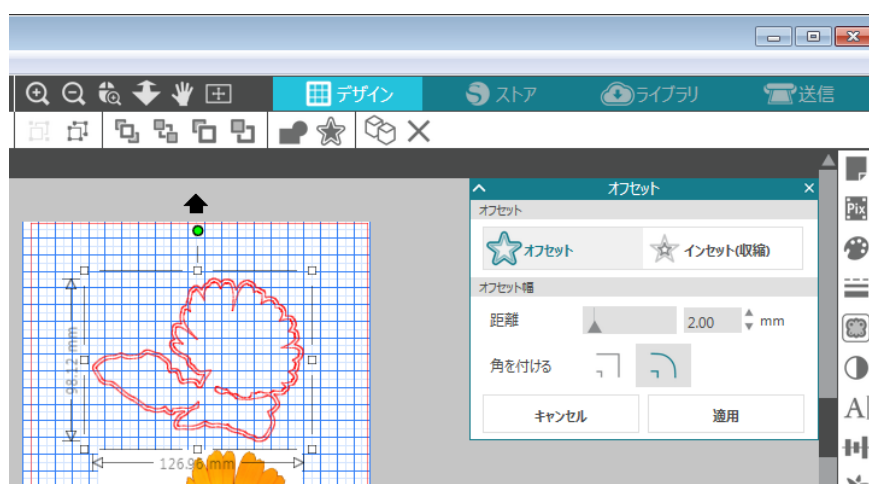 デザイン ストア ライブラリ 送信
オフセット
オフセット
オフセット インセット(収縮)
オフセット幅
距離 2.00 mm
角を付ける
キャンセル 適用
Pix
A
98.12 mm
126.96 mm